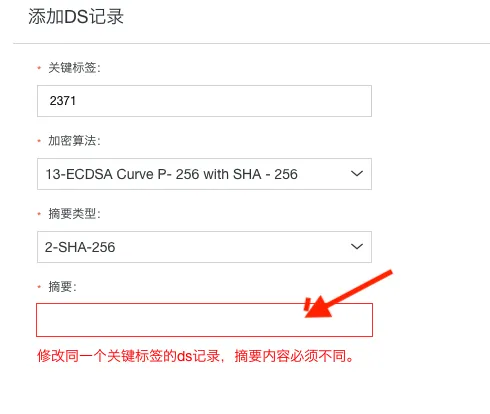 添加DS记录
* 关键标签：
2371
* 加密算法：
13-ECDSA Curve P- 256 with SHA - 256
* 摘要类型：
2-SHA-256
* 摘要：
修改同一个关键标签的ds记录，摘要内容必须不同。